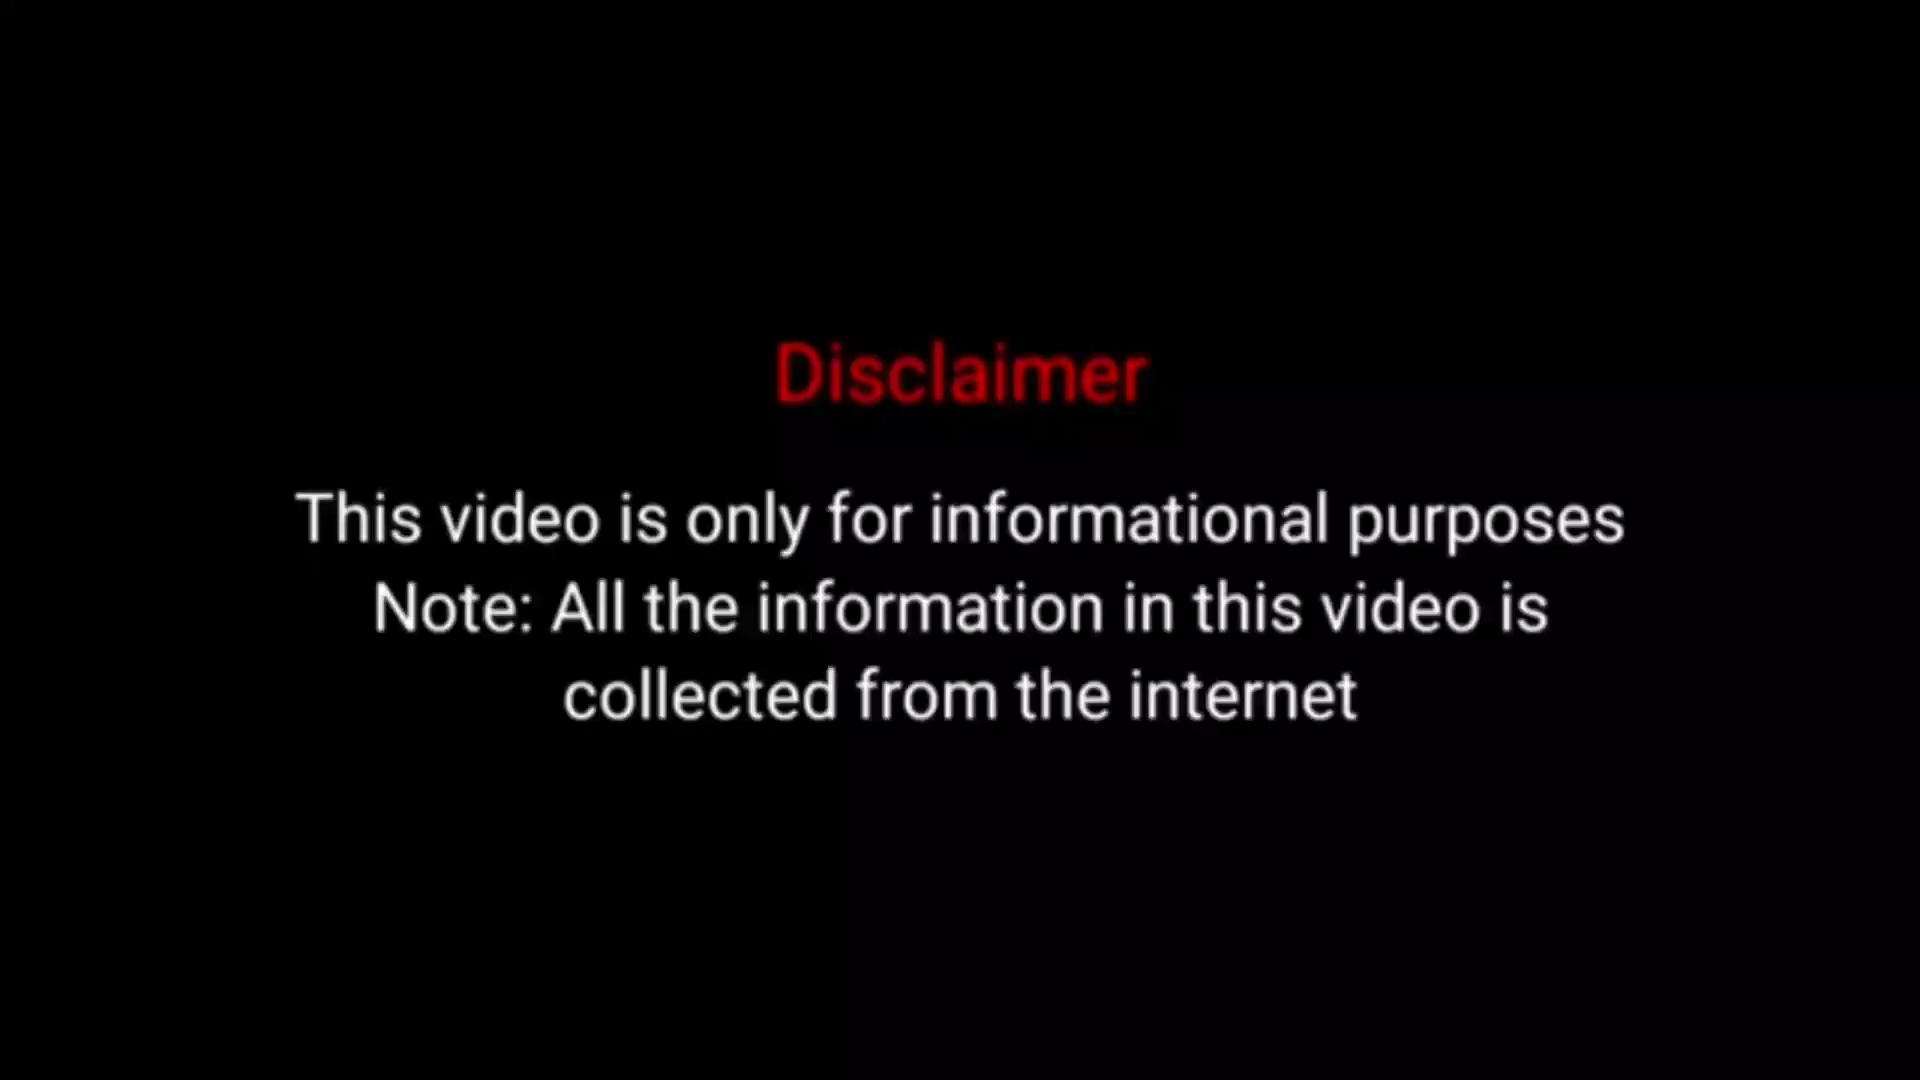 Disclaimer
This video is only for informational purposes
Note: All the information in this video is
collected from the internet